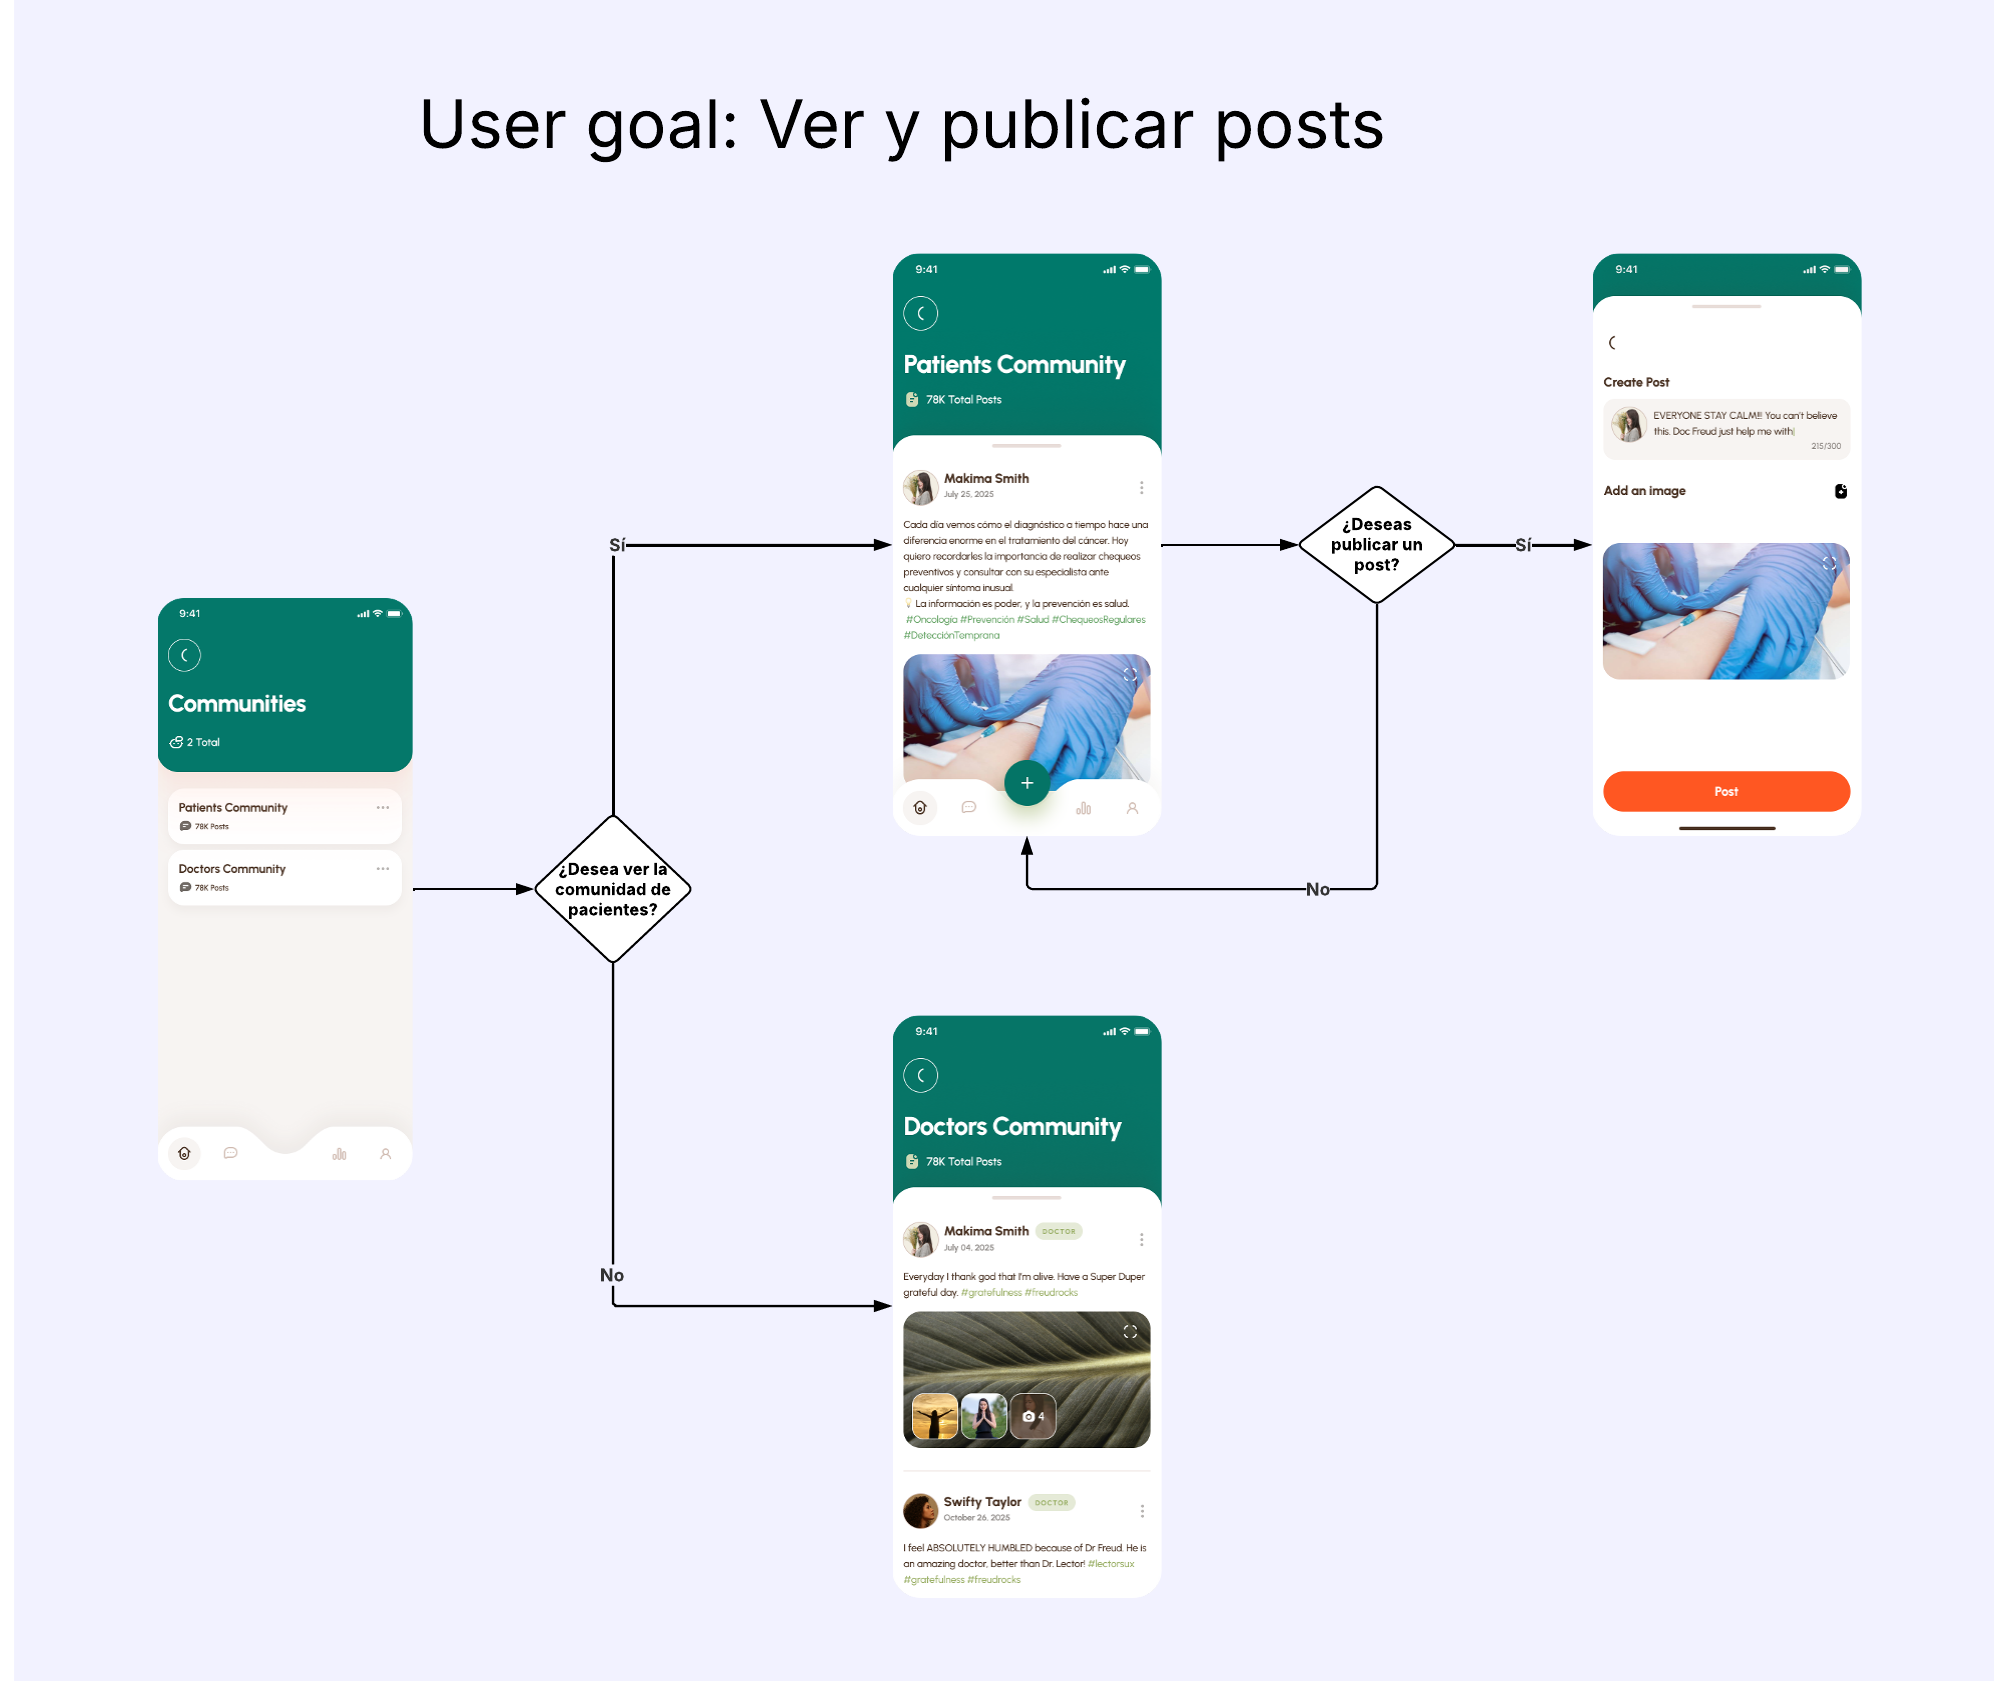 User goal: Ver y publicar posts
9:41
Communities
2 Total
Patients Community
78K Posts
Doctors Community
78K Posts
¿Desea ver la
comunidad de
pacientes?
Sí
No
9:41
Patients Community
78K Total Posts
Makima Smith
July 25, 2025
Cada día vemos cómo el diagnóstico a tiempo hace una
diferencia enorme en el tratamiento del cáncer. Hoy
quiero recordarles la importancia de realizar chequeos
preventivos y consultar con su especialista ante
cualquier síntoma inusual.
La información es poder, y la prevención es salud.
#Oncología #Prevención #Salud #ChequeosRegulares
#DetecciónTemprana
¿Deseas
publicar un
post?
Sí
No
9:41
Create Post
EVERYONE STAY CALM!! You can't believe
this. Doc Freud just help me with
215/300
Add an image
Post
9:41
Doctors Community
78K Total Posts
Makima Smith DOCTOR
July 04, 2025
Everyday I thank god that I'm alive. Have a Super Duper
grateful day. #gratefulness #freudrocks
4
Swifty Taylor DOCTOR
October 26, 2025
I feel ABSOLUTELY HUMBLED because of Dr Freud. He is
an amazing doctor, better than Dr. Lector! #lectorsux
#gratefulness #freudrocks